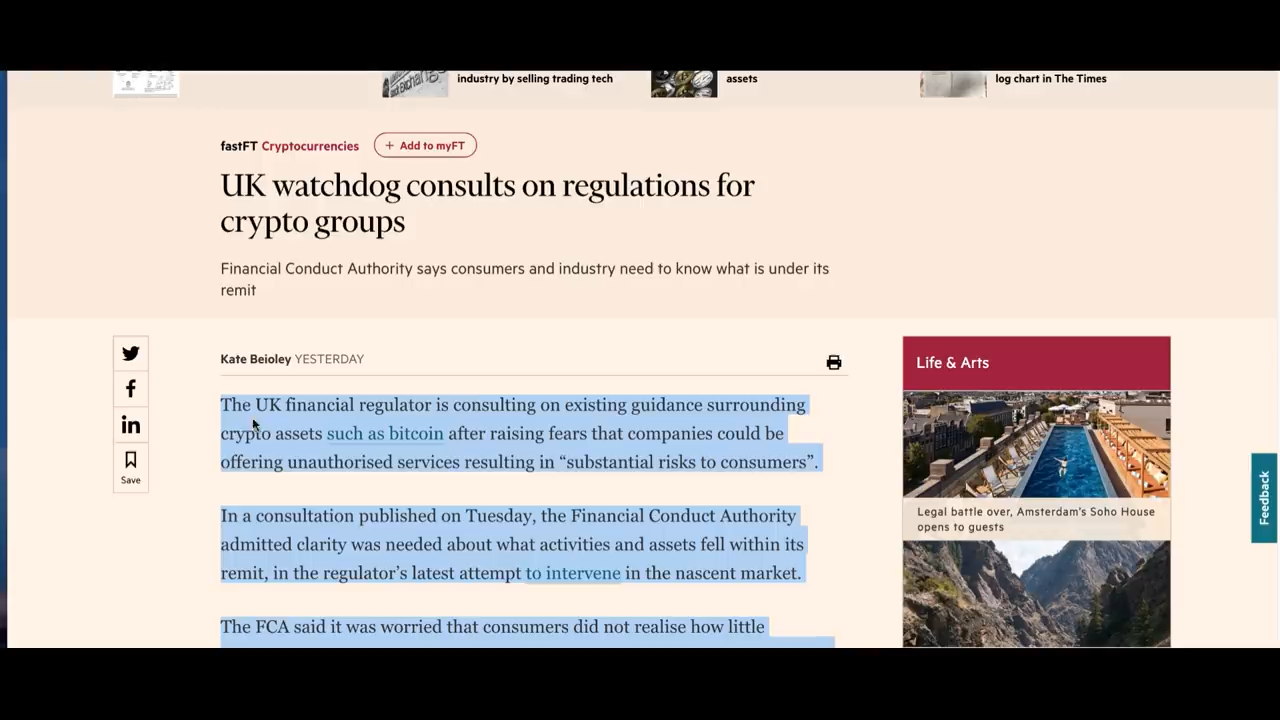 industry by selling trading tech
assets
log chart in The Times
fastFT Cryptocurrencies + Add to myFT
UK watchdog consults on regulations for
crypto groups
Financial Conduct Authority says consumers and industry need to know what is under its
remit
Kate Beioley YESTERDAY
The UK financial regulator is consulting on existing guidance surrounding
crypto assets such as bitcoin after raising fears that companies could be
offering unauthorised services resulting in “substantial risks to consumers”.
In a consultation published on Tuesday, the Financial Conduct Authority
admitted clarity was needed about what activities and assets fell within its
remit, in the regulator’s latest attempt to intervene in the nascent market.
The FCA said it was worried that consumers did not realise how little
Save
Life & Arts
Legal battle over, Amsterdam’s Soho House
opens to guests
Feedback